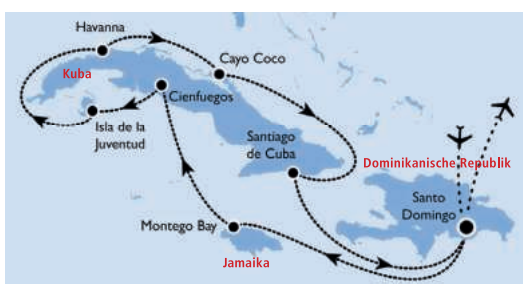 Havanna
Kuba
Cayo Coco
Cienfuegos
Isla de la
Juventud
Santiago
de Cuba
Dominikanische Republik
Santo
Domingo
Montego Bay
Jamaika